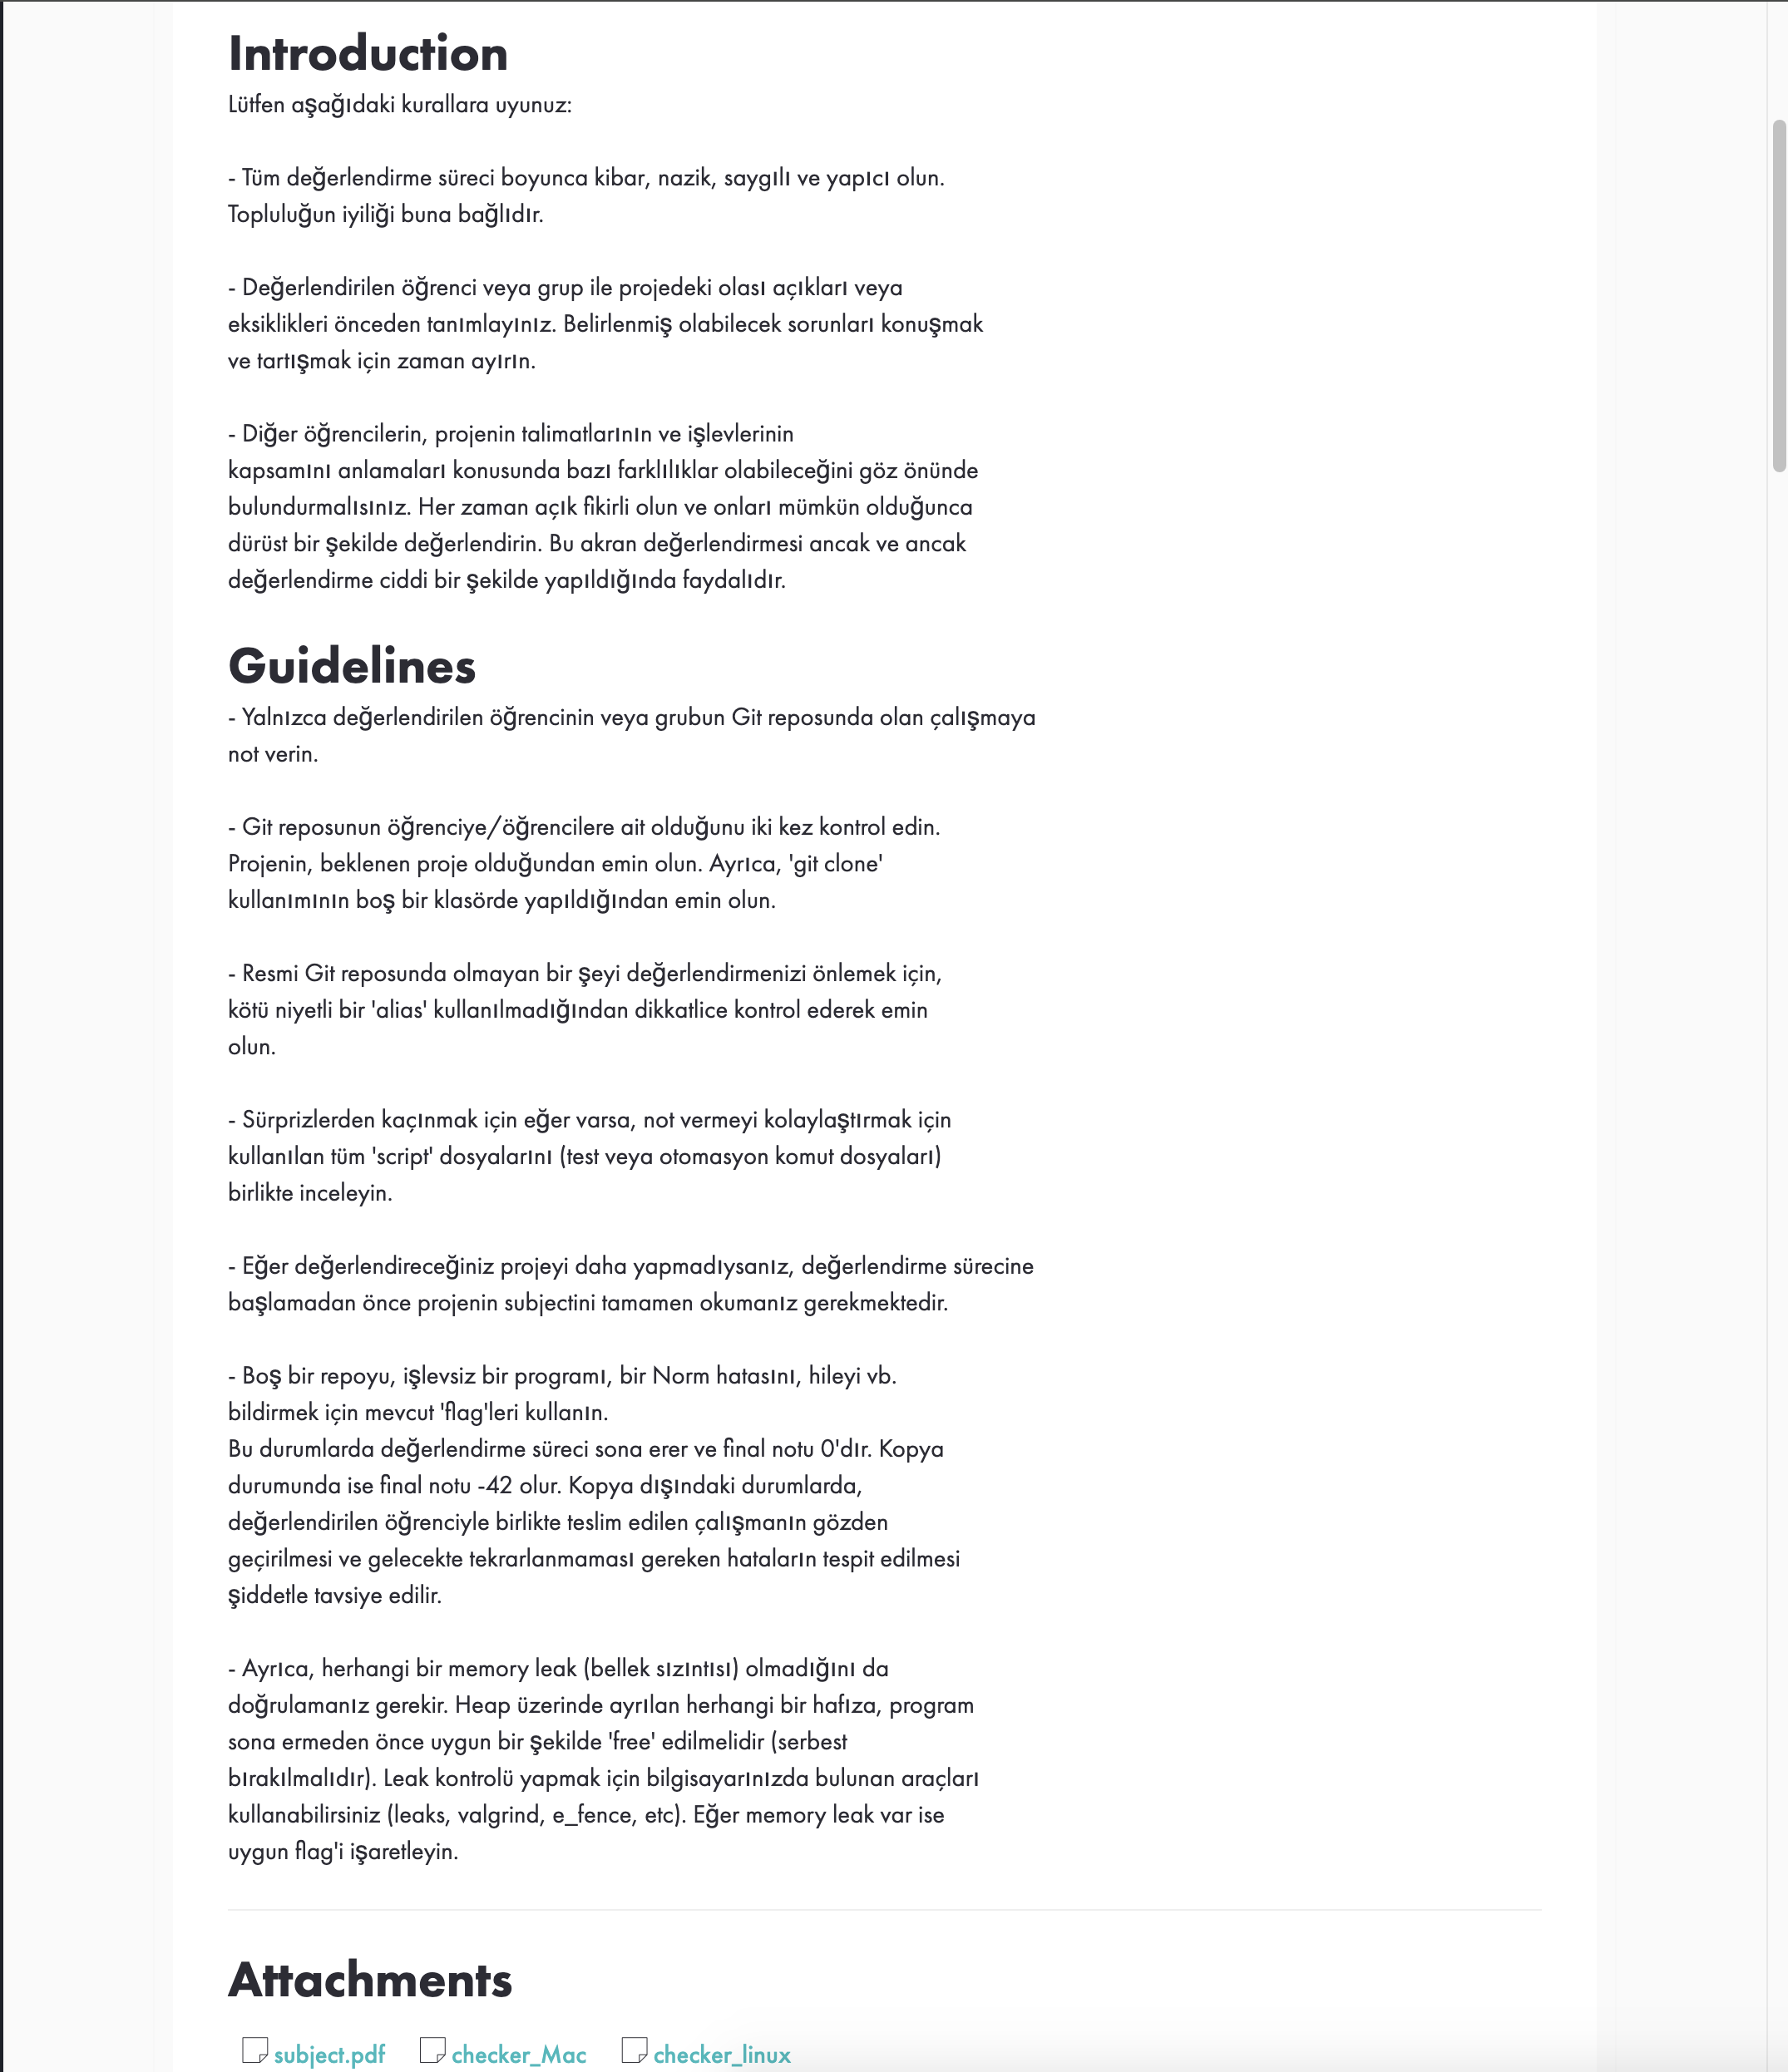 Introduction
Lütfen aşağıdaki kurallara uyunuz:
- Tüm değerlendirme süreci boyunca kibar, nazik, saygılı ve yapıcı olun.
Topluluğun iyiliği buna bağlıdır.
- Değerlendirilen öğrenci veya grup ile projedeki olası açıkları veya
eksiklikleri önceden tanımlayınız. Belirlenmiş olabilecek sorunları konuşmak
ve tartışmak için zaman ayırın.
- Diğer öğrencilerin, projenin talimatlarının ve işlevlerinin
kapsamını anlamaları konusunda bazı farklılıklar olabileceğini göz önünde
bulundurmalısınız. Her zaman açık fikirli olun ve onları mümkün olduğunca
dürüst bir şekilde değerlendirin. Bu akran değerlendirmesi ancak ve ancak
değerlendirme ciddi bir şekilde yapıldığında faydalıdır.
Guidelines
- Yalnızca değerlendirilen öğrencinin veya grubun Git reposunda olan çalışmaya
not verin.
- Git reposunun öğrenciye/öğrencilere ait olduğunu iki kez kontrol edin.
Projenin, beklenen proje olduğundan emin olun. Ayrıca, 'git clone'
kullanımının boş bir klasörde yapıldığından emin olun.
- Resmi Git reposunda olmayan bir şeyi değerlendirmenizi önlemek için,
kötü niyetli bir 'alias' kullanılmadığından dikkatlice kontrol ederek emin
olun.
- Sürprizlerden kaçınmak için eğer varsa, not vermeyi kolaylaştırmak için
kullanılan tüm 'script' dosyalarını (test veya otomasyon komut dosyaları)
birlikte inceleyin.
- Eğer değerlendireceğiniz projeyi daha yapmadıysanız, değerlendirme sürecine
başlamadan önce projenin subjectini tamamen okumanız gerekmektedir.
- Boş bir repoyu, işlevsiz bir programı, bir Norm hatasını, hileyi vb.
bildirmek için mevcut 'flag'leri kullanın.
Bu durumlarda değerlendirme süreci sona erer ve final notu 0'dır. Kopya
durumunda ise final notu -42 olur. Kopya dışındaki durumlarda,
değerlendirilen öğrenciyle birlikte teslim edilen çalışmanın gözden
geçirilmesi ve gelecekte tekrarlanmaması gereken hataların tespit edilmesi
şiddetle tavsiye edilir.
- Ayrıca, herhangi bir memory leak (bellek sızıntısı) olmadığını da
doğrulamanız gerekir. Heap üzerinde ayrılan herhangi bir hafıza, program
sona ermeden önce uygun bir şekilde 'free' edilmelidir (serbest
bırakılmalıdır). Leak kontrolü yapmak için bilgisayarınızda bulunan araçları
kullanabilirsiniz (leaks, valgrind, e_fence, etc). Eğer memory leak var ise
uygun flag'i işaretleyin.
Attachments
subject.pdf checker_Mac checker_linux